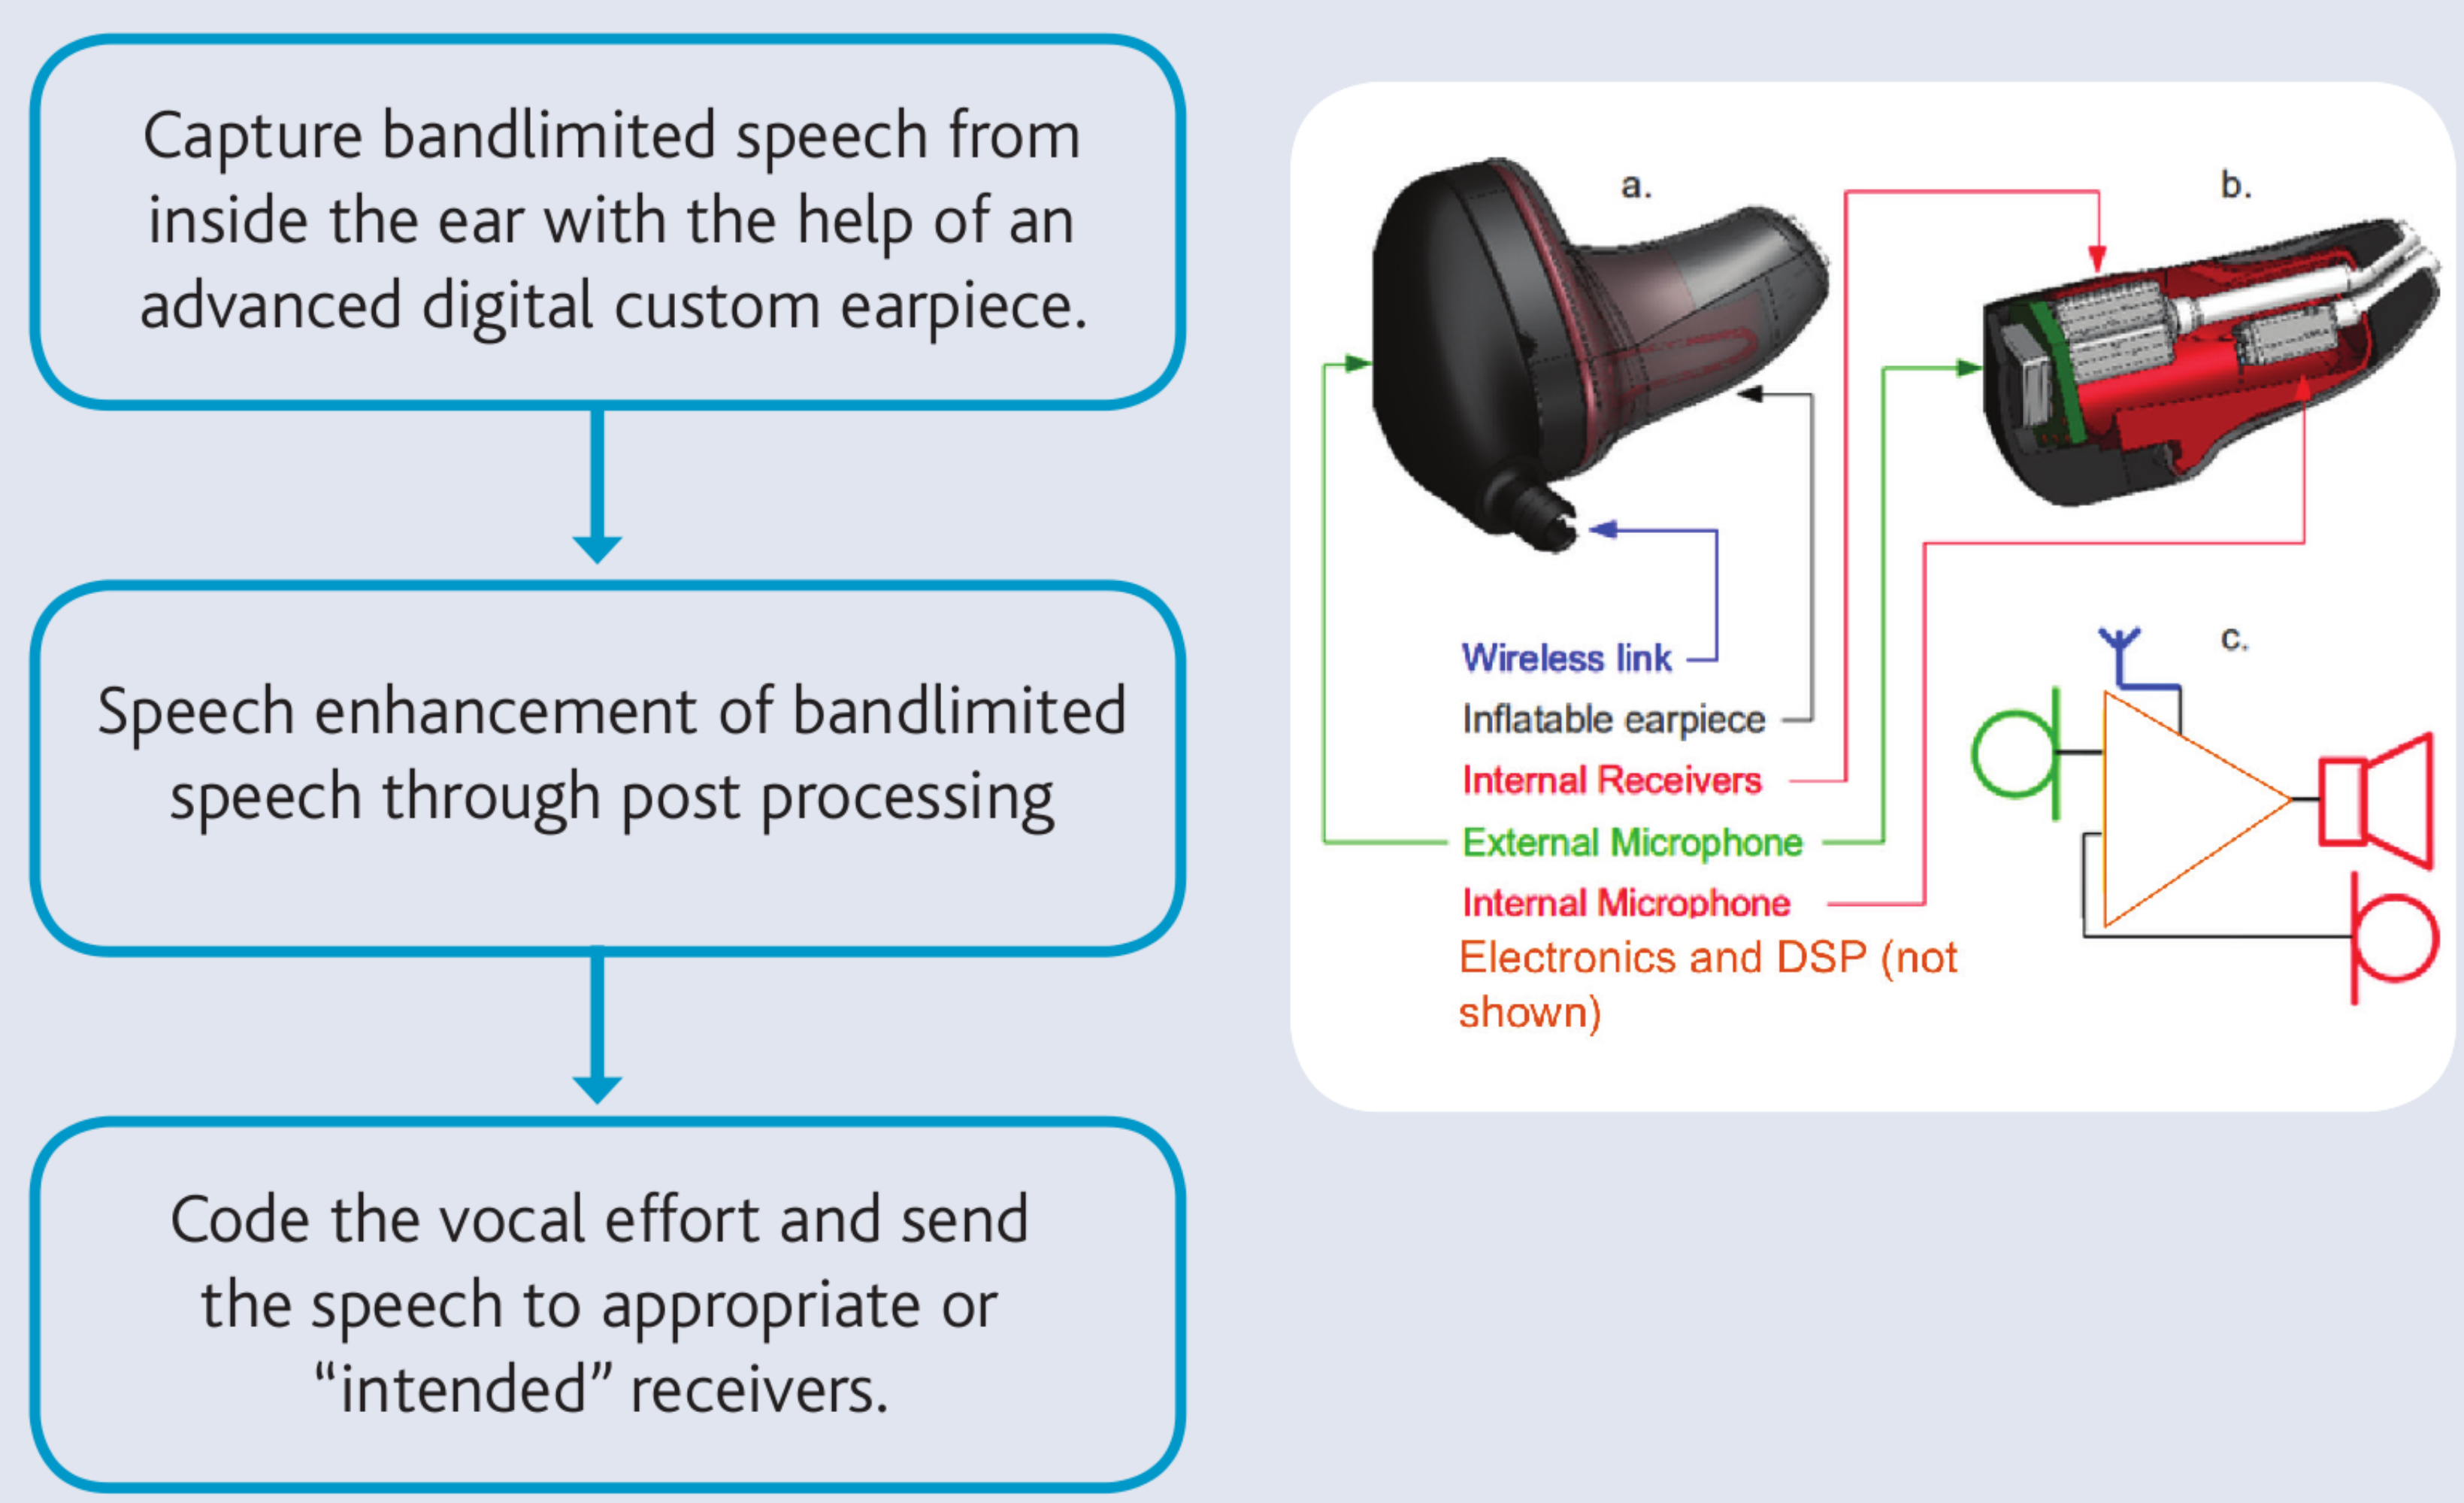 Capture bandlimited speech from
inside the ear with the help of an
advanced digital custom earpiece.
Speech enhancement of bandlimited
speech through post processing
Code the vocal effort and send
the speech to appropriate or
“intended” receivers.
a.
b.
Wireless link
Inflatable earpiece
Internal Receivers
External Microphone
Internal Microphone
Electronics and DSP (not
shown)
c.